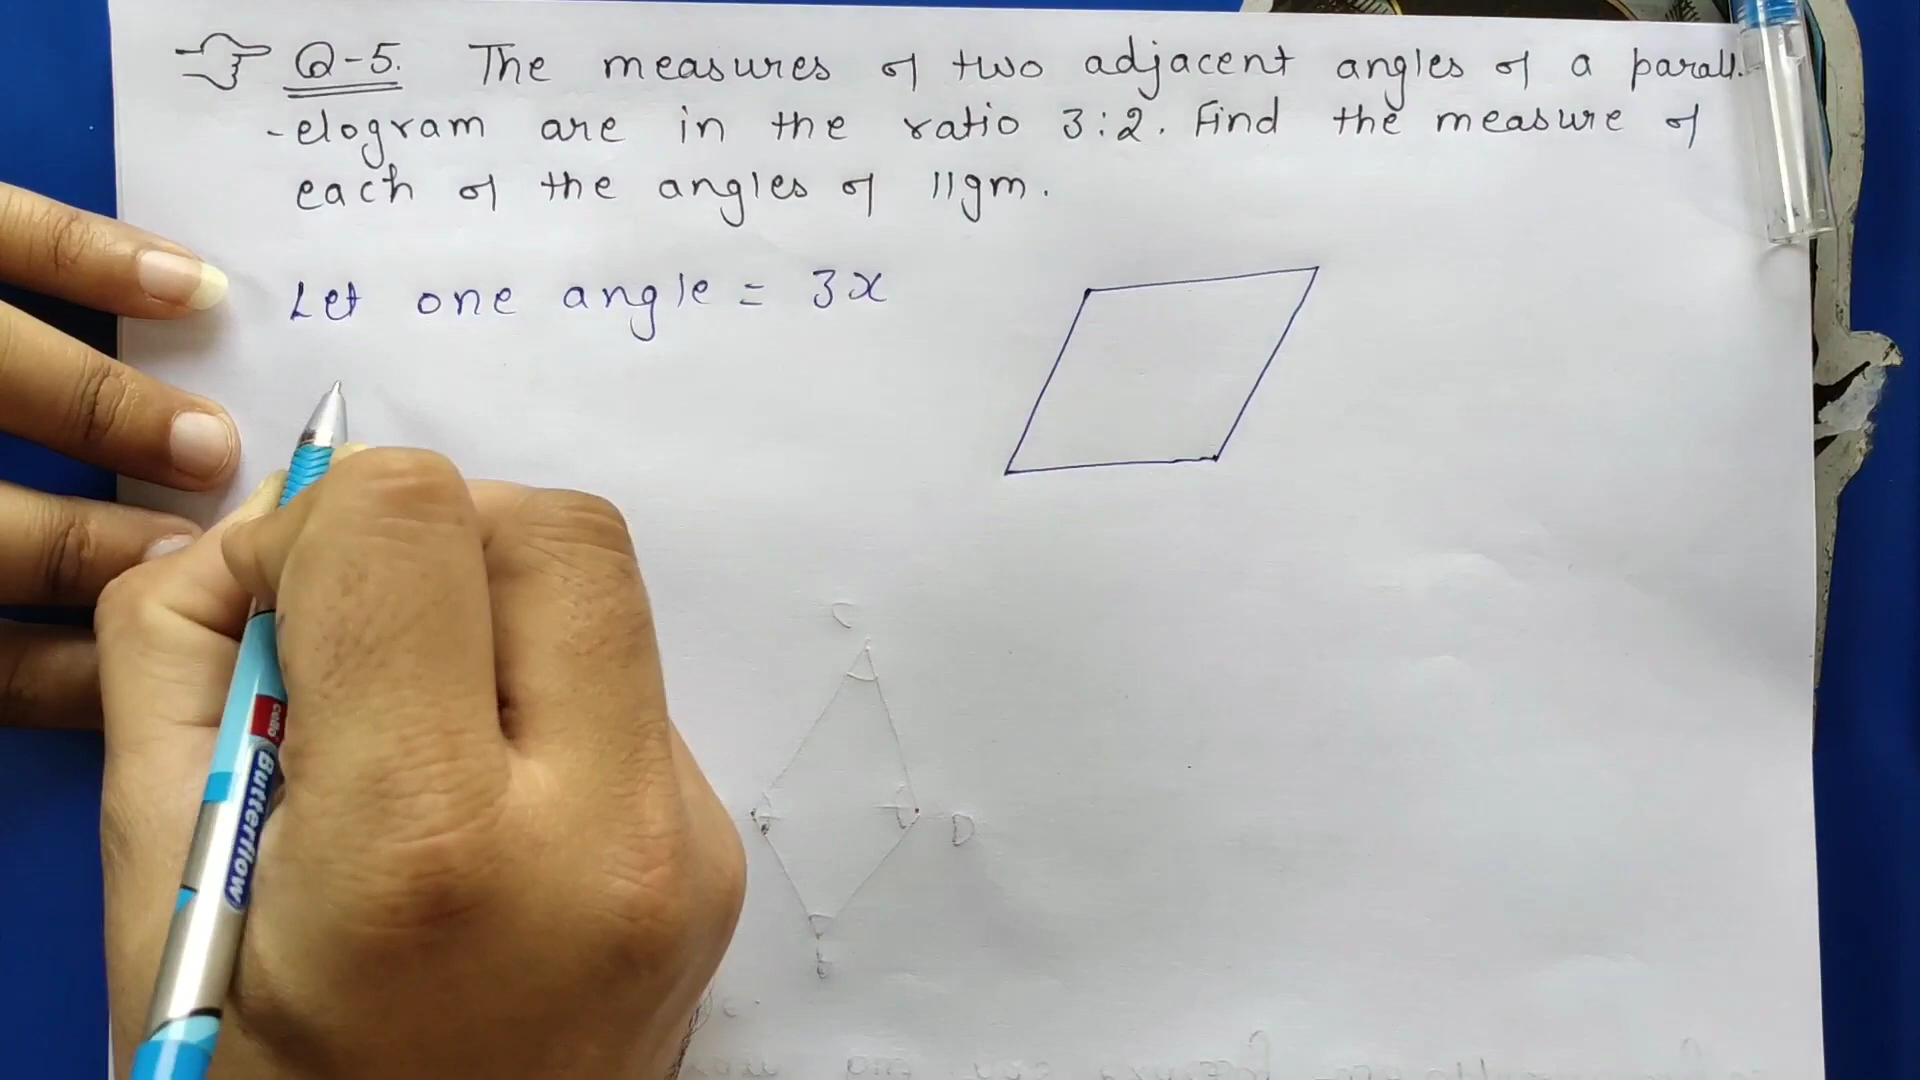 Q-5. The measures of two adjacent angles of a parall.
-elogram are in the ratio 3:2. Find the measure of
each of the angles of ||gm.
Let one angle = 3x
C
D
cello
Butterflow